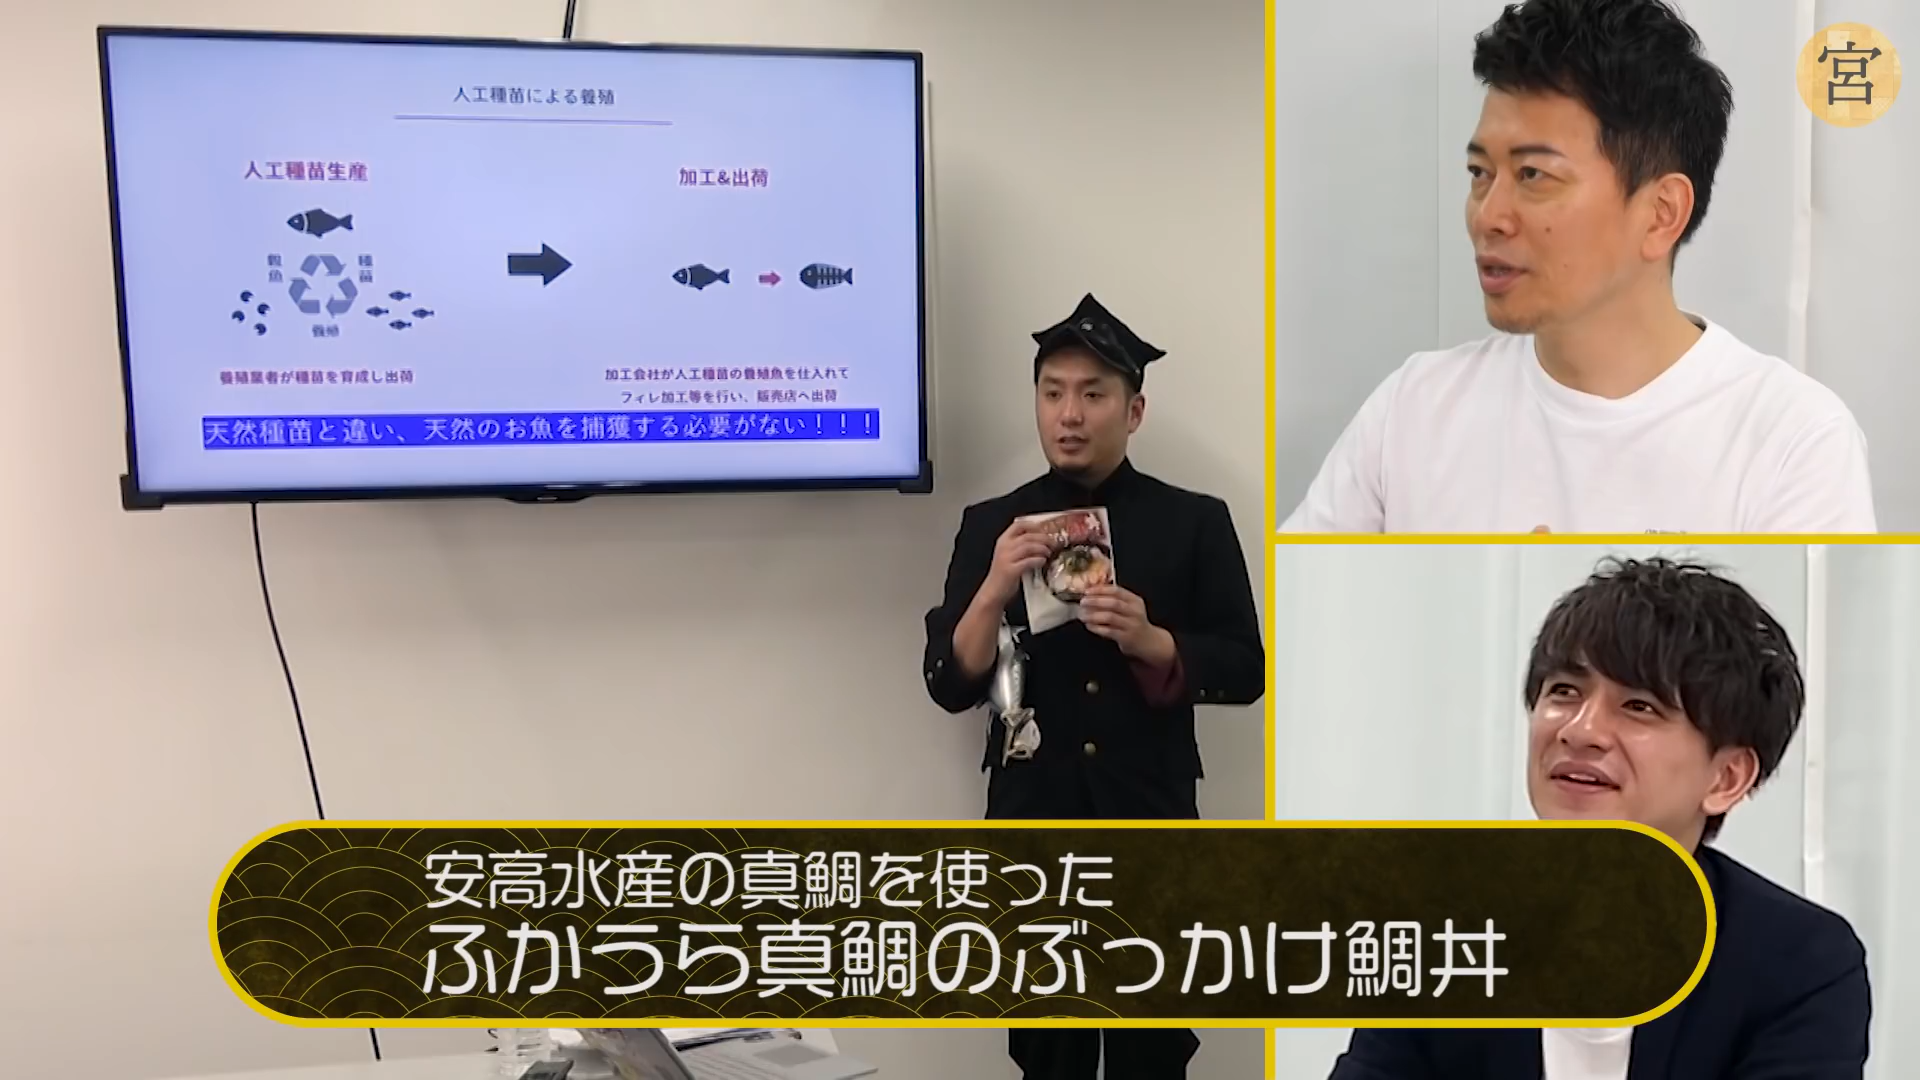 人工種苗による養殖
人工種苗生産
加工&出荷
親魚
種苗
養殖
養殖業者が種苗を育成し出荷
加工会社が人工種苗の養殖魚を仕入れて
フィレ加工等を行い、販売店へ出荷
天然種苗と違い、天然のお魚を捕獲する必要がない！！！
宮
安高水産の真鯛を使った
ふかうら真鯛のぶっかけ鯛丼